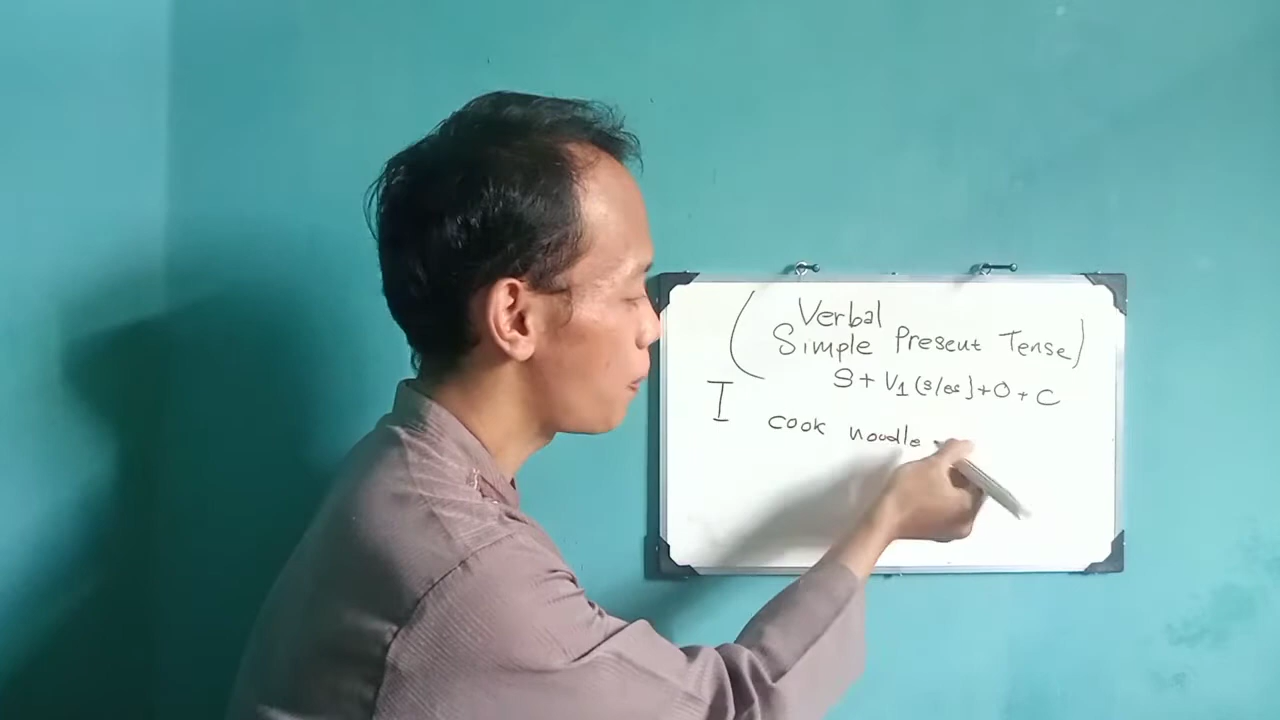 (Verbal
Simple Present Tense)
S + V1 (s/es) + O + C
I cook noodle